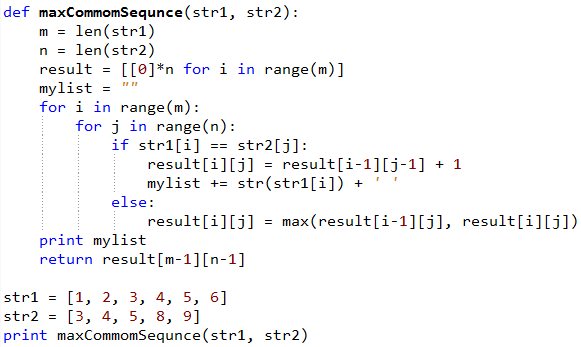 def maxCommomSequnce(str1, str2):
    m = len(str1)
    n = len(str2)
    result = [[0]*n for i in range(m)]
    mylist = ""
    for i in range(m):
        for j in range(n):
            if str1[i] == str2[j]:
                result[i][j] = result[i-1][j-1] + 1
                mylist += str(str1[i]) + ' '
            else:
                result[i][j] = max(result[i-1][j], result[i][j])
    print mylist
    return result[m-1][n-1]

str1 = [1, 2, 3, 4, 5, 6]
str2 = [3, 4, 5, 8, 9]
print maxCommomSequnce(str1, str2)